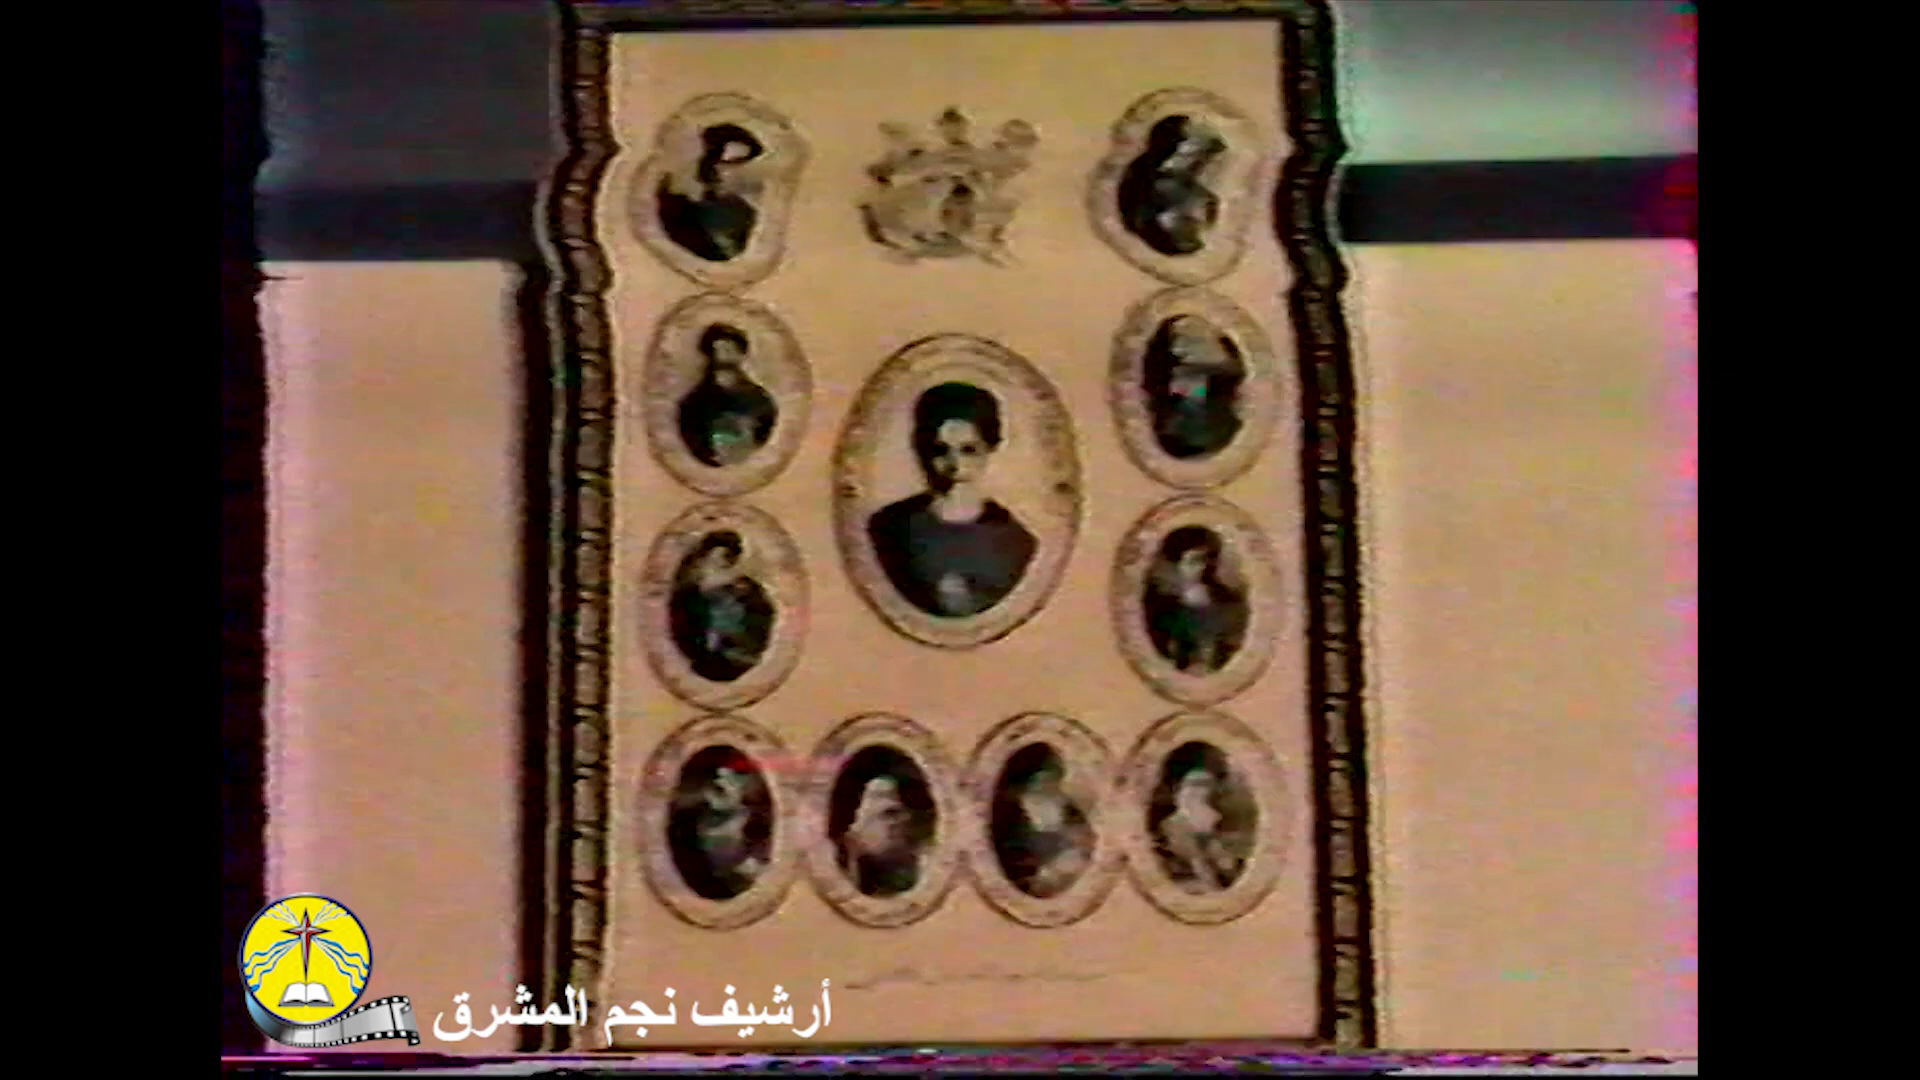 أرشيف نجم المشرق